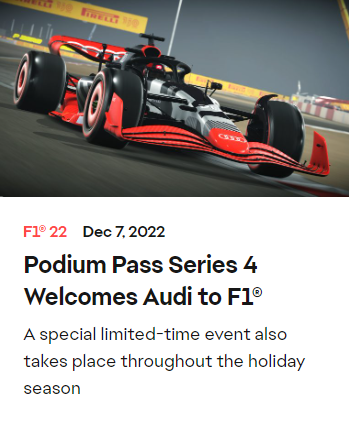 PIRELLI
PIRELLI
F1® 22 Dec 7, 2022
Podium Pass Series 4
Welcomes Audi to F1®
A special limited-time event also
takes place throughout the holiday
season